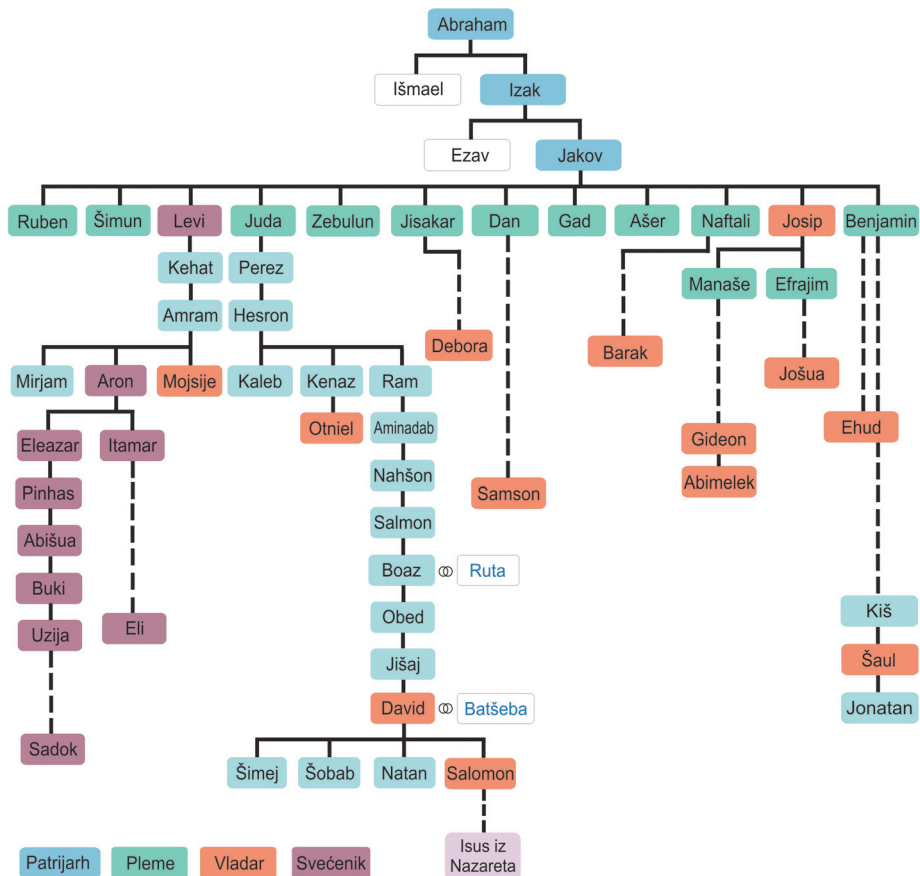 Abraham
Išmael
Izak
Ezav
Jakov
Ruben
Šimun
Levi
Juda
Zebulun
Jisakar
Dan
Gad
Ašer
Naftali
Josip
Benjamin
Kehat
Perez
Manaše
Efrajim
Amram
Hesron
Debora
Barak
Jošua
Mirjam
Aron
Mojsije
Kaleb
Kenaz
Ram
Otniel
Aminadab
Ehud
Eleazar
Itamar
Gideon
Nahšon
Abimelek
Pinhas
Samson
Salmon
Abišua
Boaz
Ruta
Buki
Kiš
Obed
Uzija
Eli
Jišaj
Šaul
David
Batšeba
Jonatan
Sadok
Šimej
Šobab
Natan
Salomon
Isus iz
Nazareta
Patrijarh
Pleme
Vladar
Svećenik